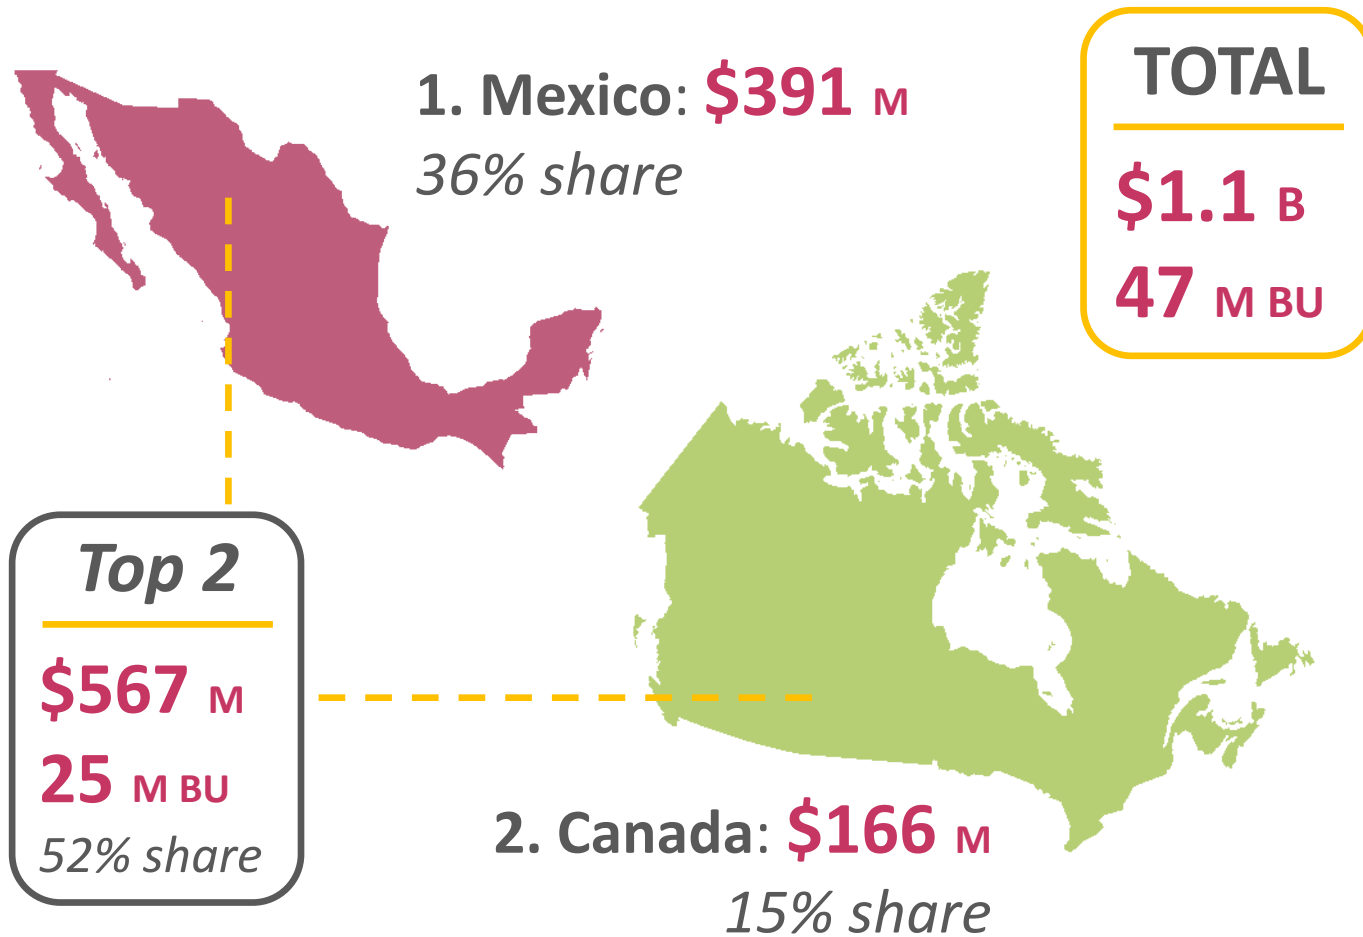 1. Mexico: $391 M
36% share
TOTAL
$1.1 B
47 M BU
Top 2
$567 M
25 M BU
52% share
2. Canada: $166 M
15% share